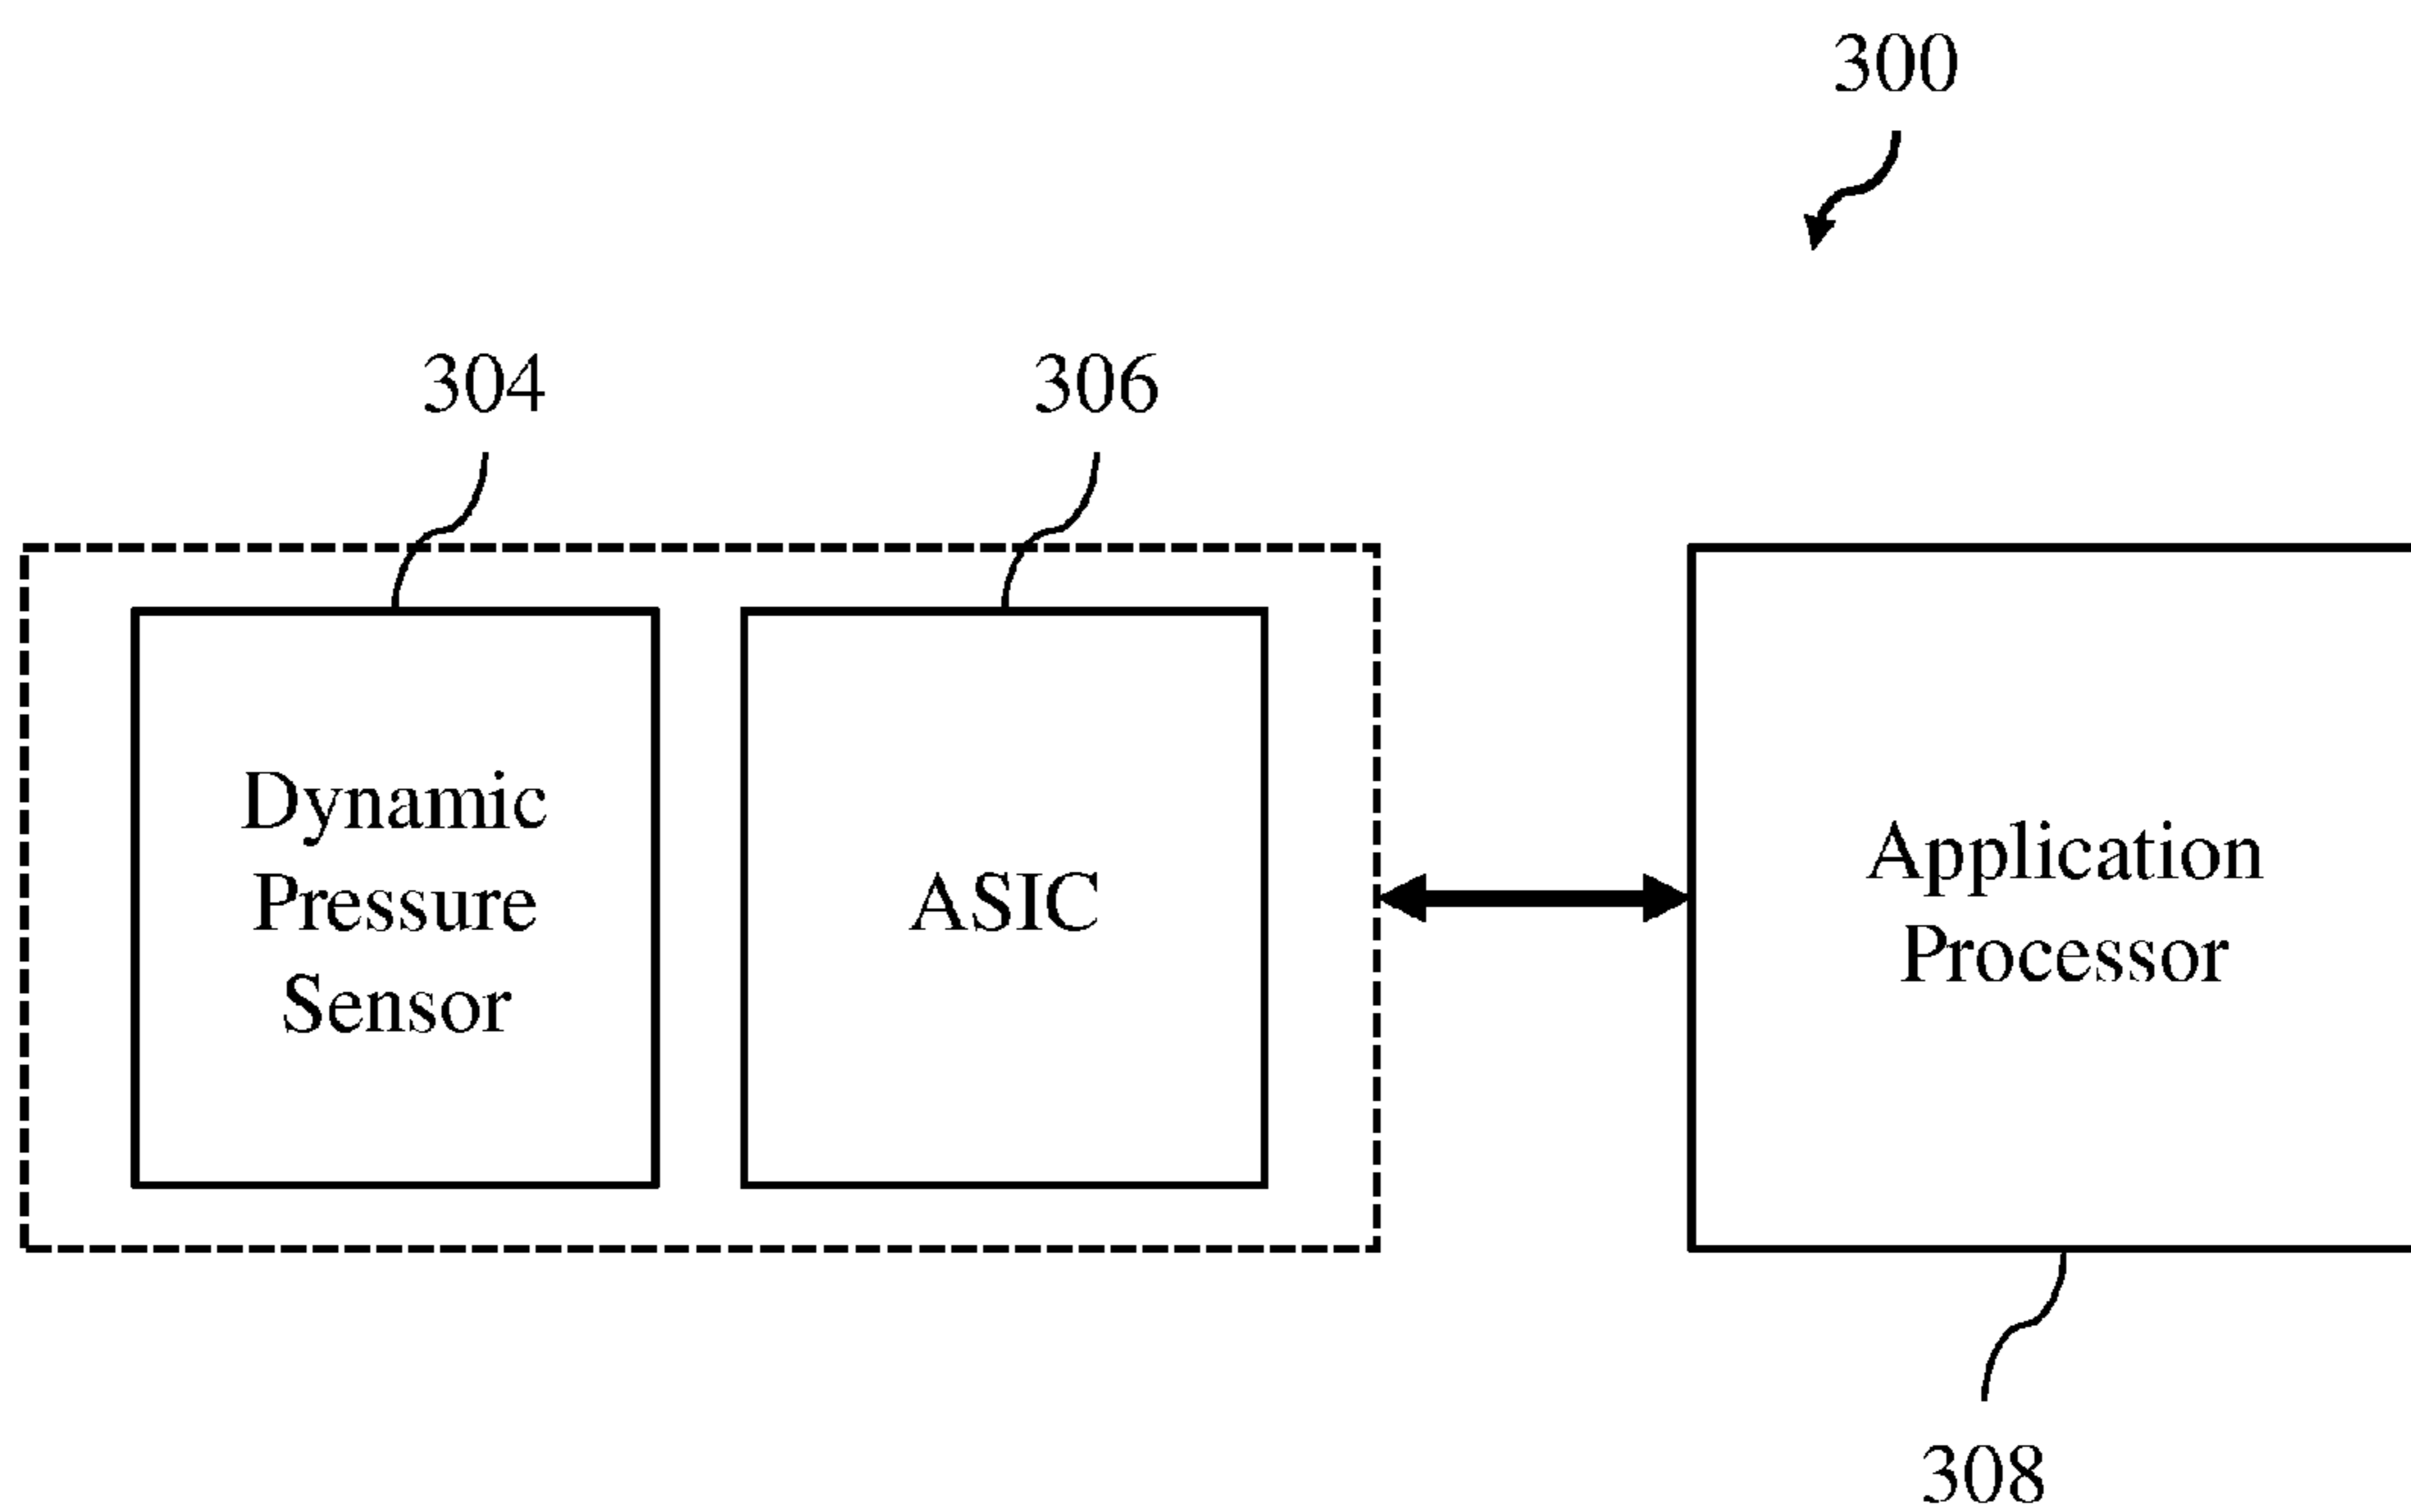 300
304
306
Dynamic
Pressure
Sensor
ASIC
Application
Processor
308